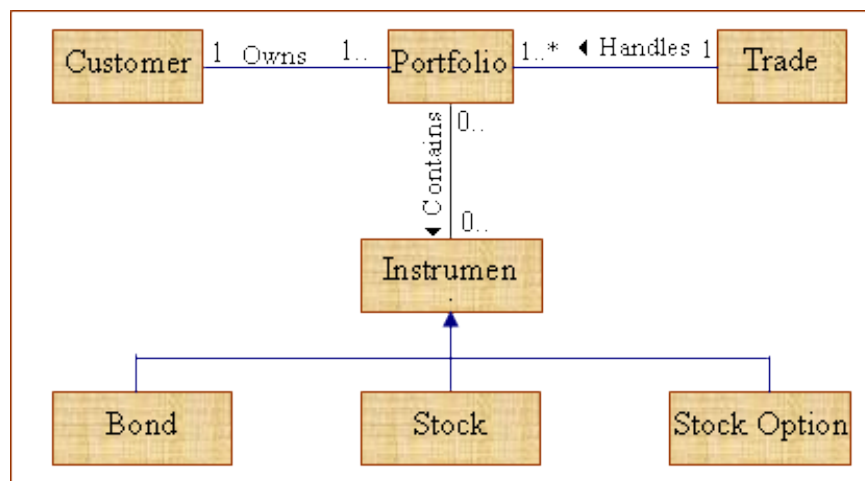 Customer
1 Owns 1..
Portfolio
1..* Handles 1
Trade
0..
Contains
0..
Instrumen
Bond
Stock
Stock Option